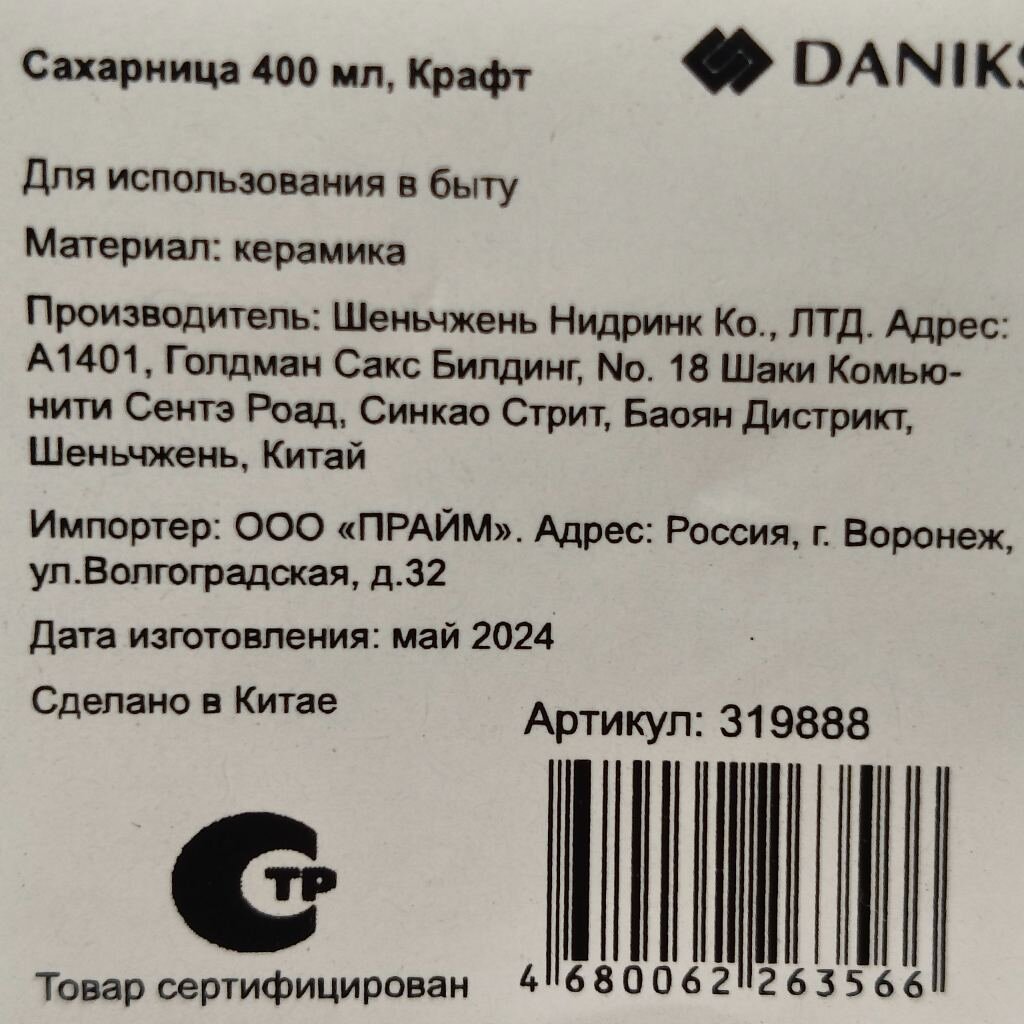 Сахарница 400 мл, Крафт
DANIKS
Для использования в быту
Материал: керамика
Производитель: Шеньчжень Нидринк Ко., ЛТД. Адрес:
А1401, Голдман Сакс Билдинг, No. 18 Шаки Комью-
нити Сентэ Роад, Синкао Стрит, Баоян Дистрикт,
Шеньчжень, Китай
Импортер: ООО «ПРАЙМ». Адрес: Россия, г. Воронеж,
ул.Волгоградская, д.32
Дата изготовления: май 2024
Сделано в Китае
Артикул: 319888
СТР
Товар сертифицирован
4 680062 263566